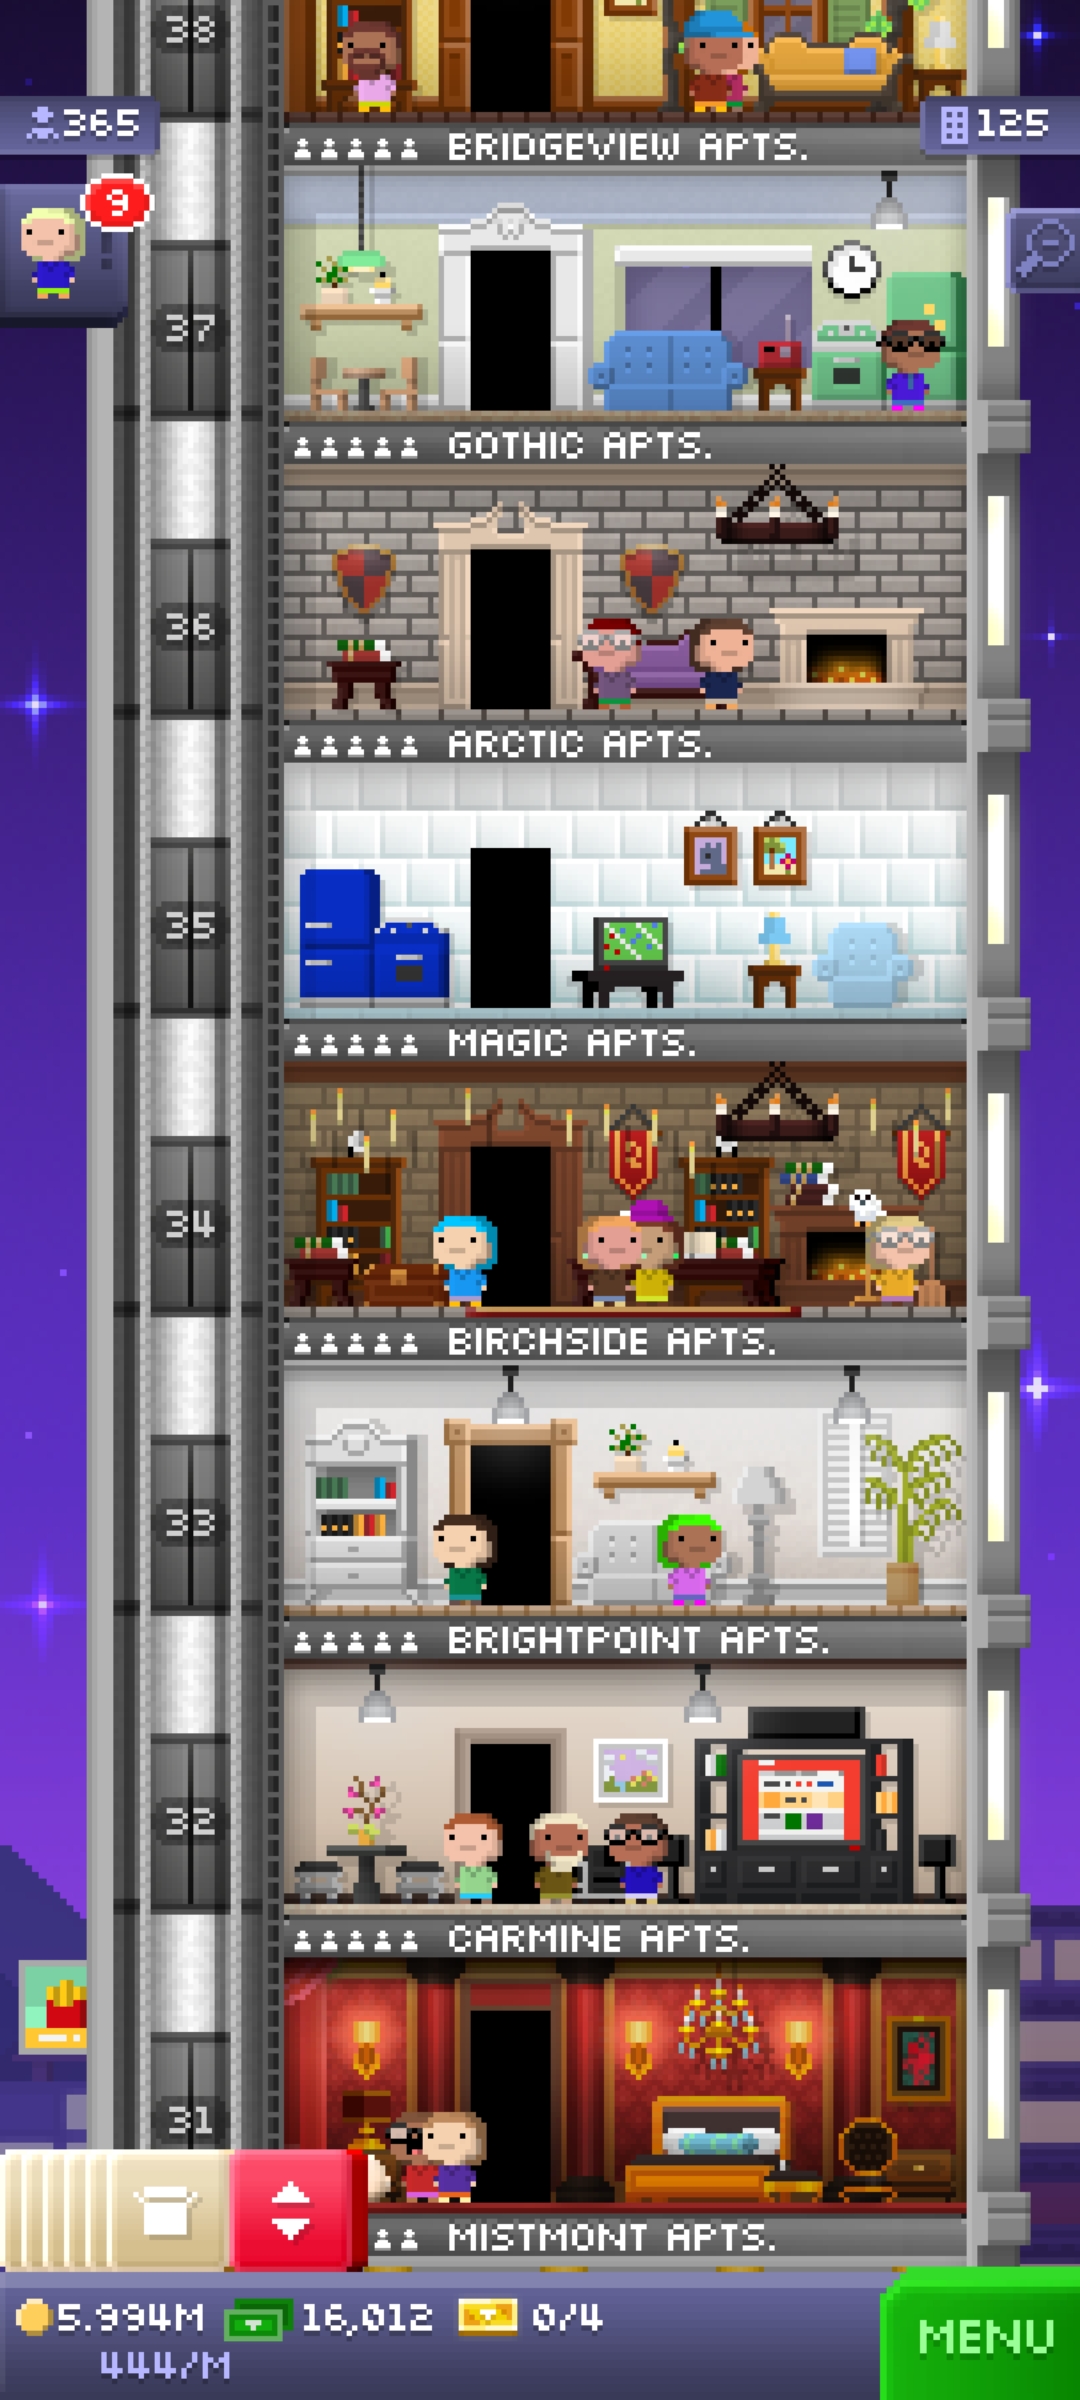 38
365
125
BRIDGEVIEW APTS.
9
37
GOTHIC APTS.
36
ARCTIC APTS.
35
MAGIC APTS.
34
BIRCHSIDE APTS.
33
BRIGHTPOINT APTS.
32
CARMINE APTS.
31
MISTMONT APTS.
5.994M 16,012 0/4
444/M
MENU